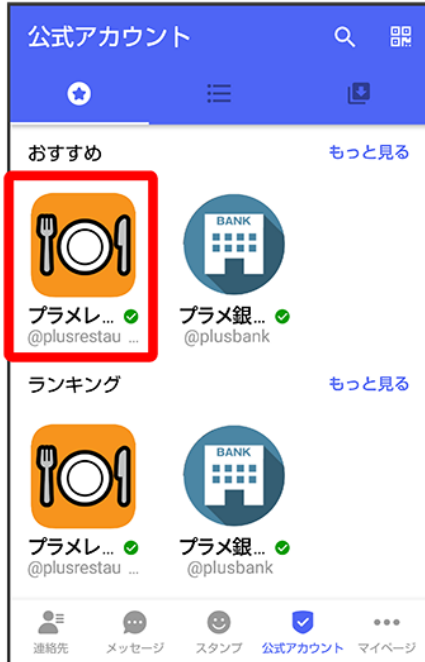 公式アカウント
おすすめ
もっと見る
BANK
プラメレ...
プラメ銀...
@plusrestau ...
@plusbank
ランキング
もっと見る
BANK
プラメレ...
プラメ銀...
@plusrestau ...
@plusbank
連絡先
メッセージ
スタンプ
公式アカウント
マイページ